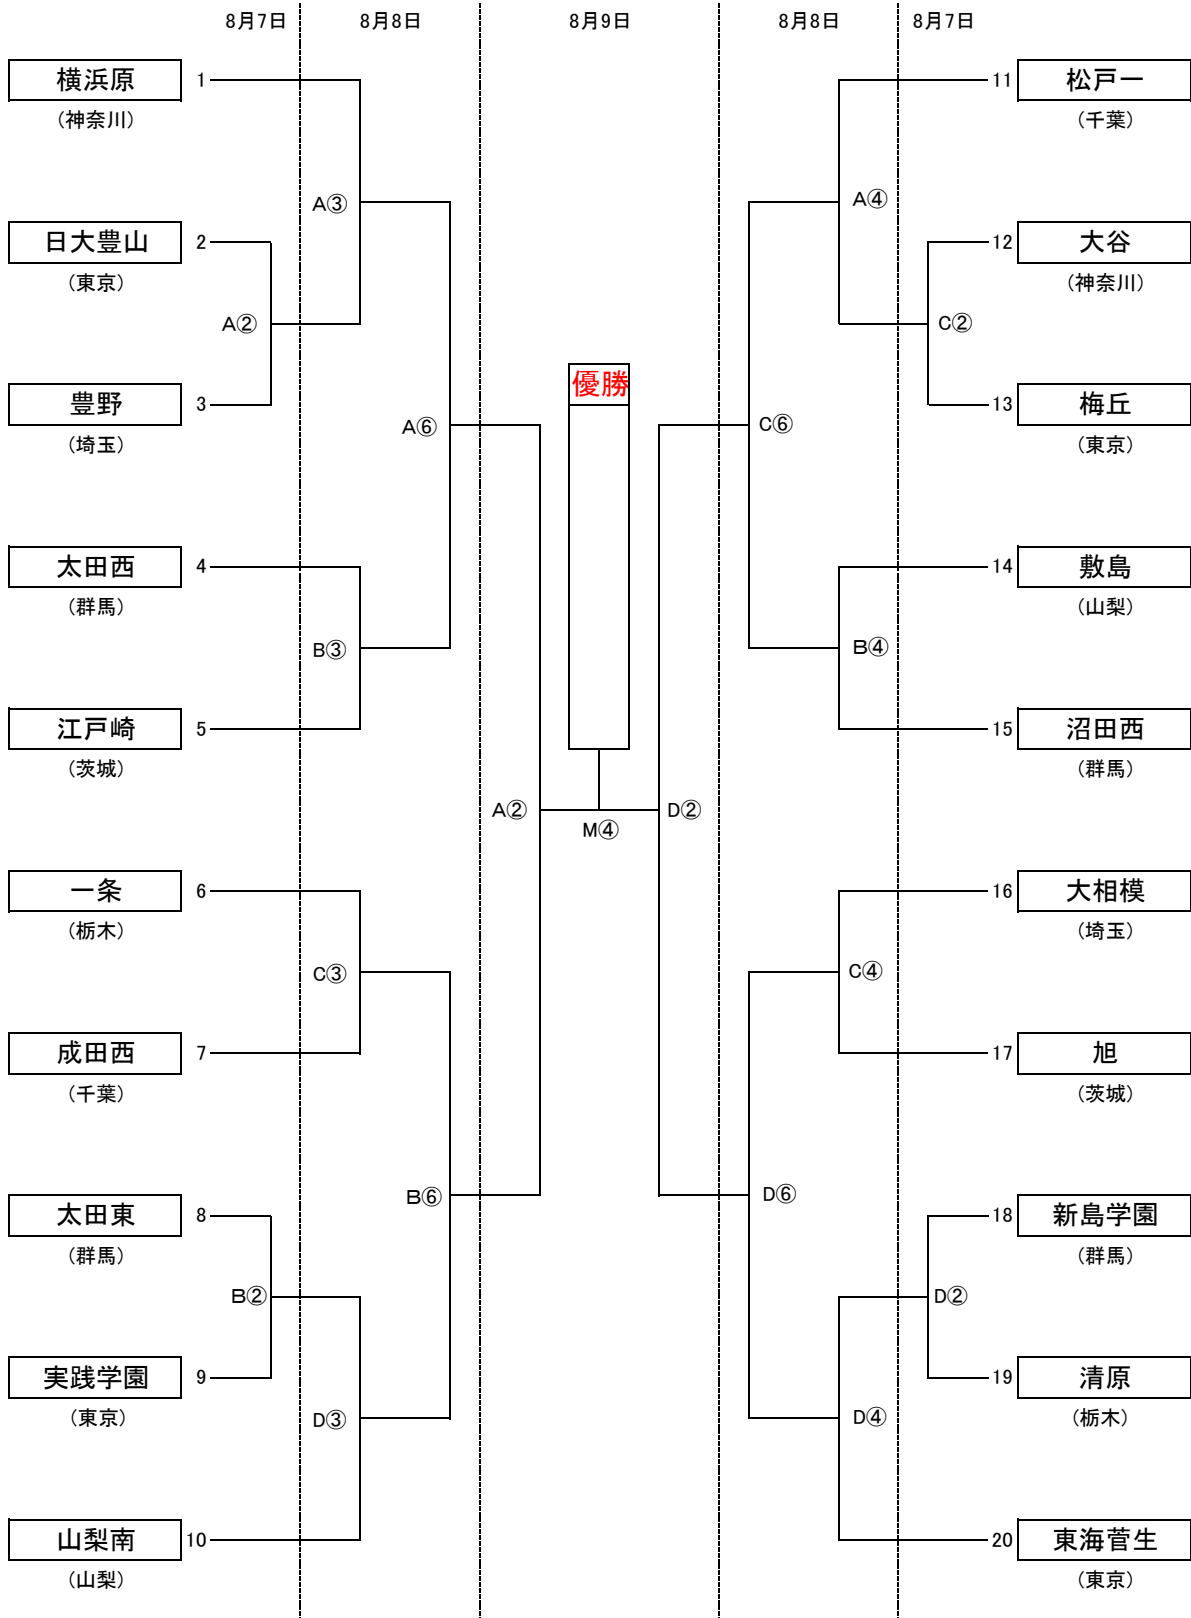 8月7日 8月8日 8月9日 8月8日 8月7日
横浜原 1
(神奈川)
日大豊山 2
(東京)
豊野 3
(埼玉)
太田西 4
(群馬)
江戸崎 5
(茨城)
一条 6
(栃木)
成田西 7
(千葉)
太田東 8
(群馬)
実践学園 9
(東京)
山梨南 10
(山梨)
A②
B②
A③
B③
C③
D③
A⑥
B⑥
A②
優勝
M④
D②
C⑥
D⑥
A④
B④
C④
D④
C②
D②
11 松戸一
(千葉)
12 大谷
(神奈川)
13 梅丘
(東京)
14 敷島
(山梨)
15 沼田西
(群馬)
16 大相模
(埼玉)
17 旭
(茨城)
18 新島学園
(群馬)
19 清原
(栃木)
20 東海菅生
(東京)